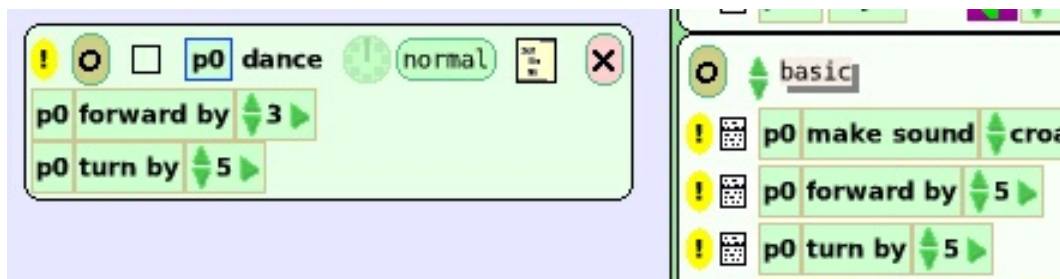 ! O p0 dance normal X
p0 forward by 3
p0 turn by 5
O basic
! p0 make sound croa
! p0 forward by 5
! p0 turn by 5